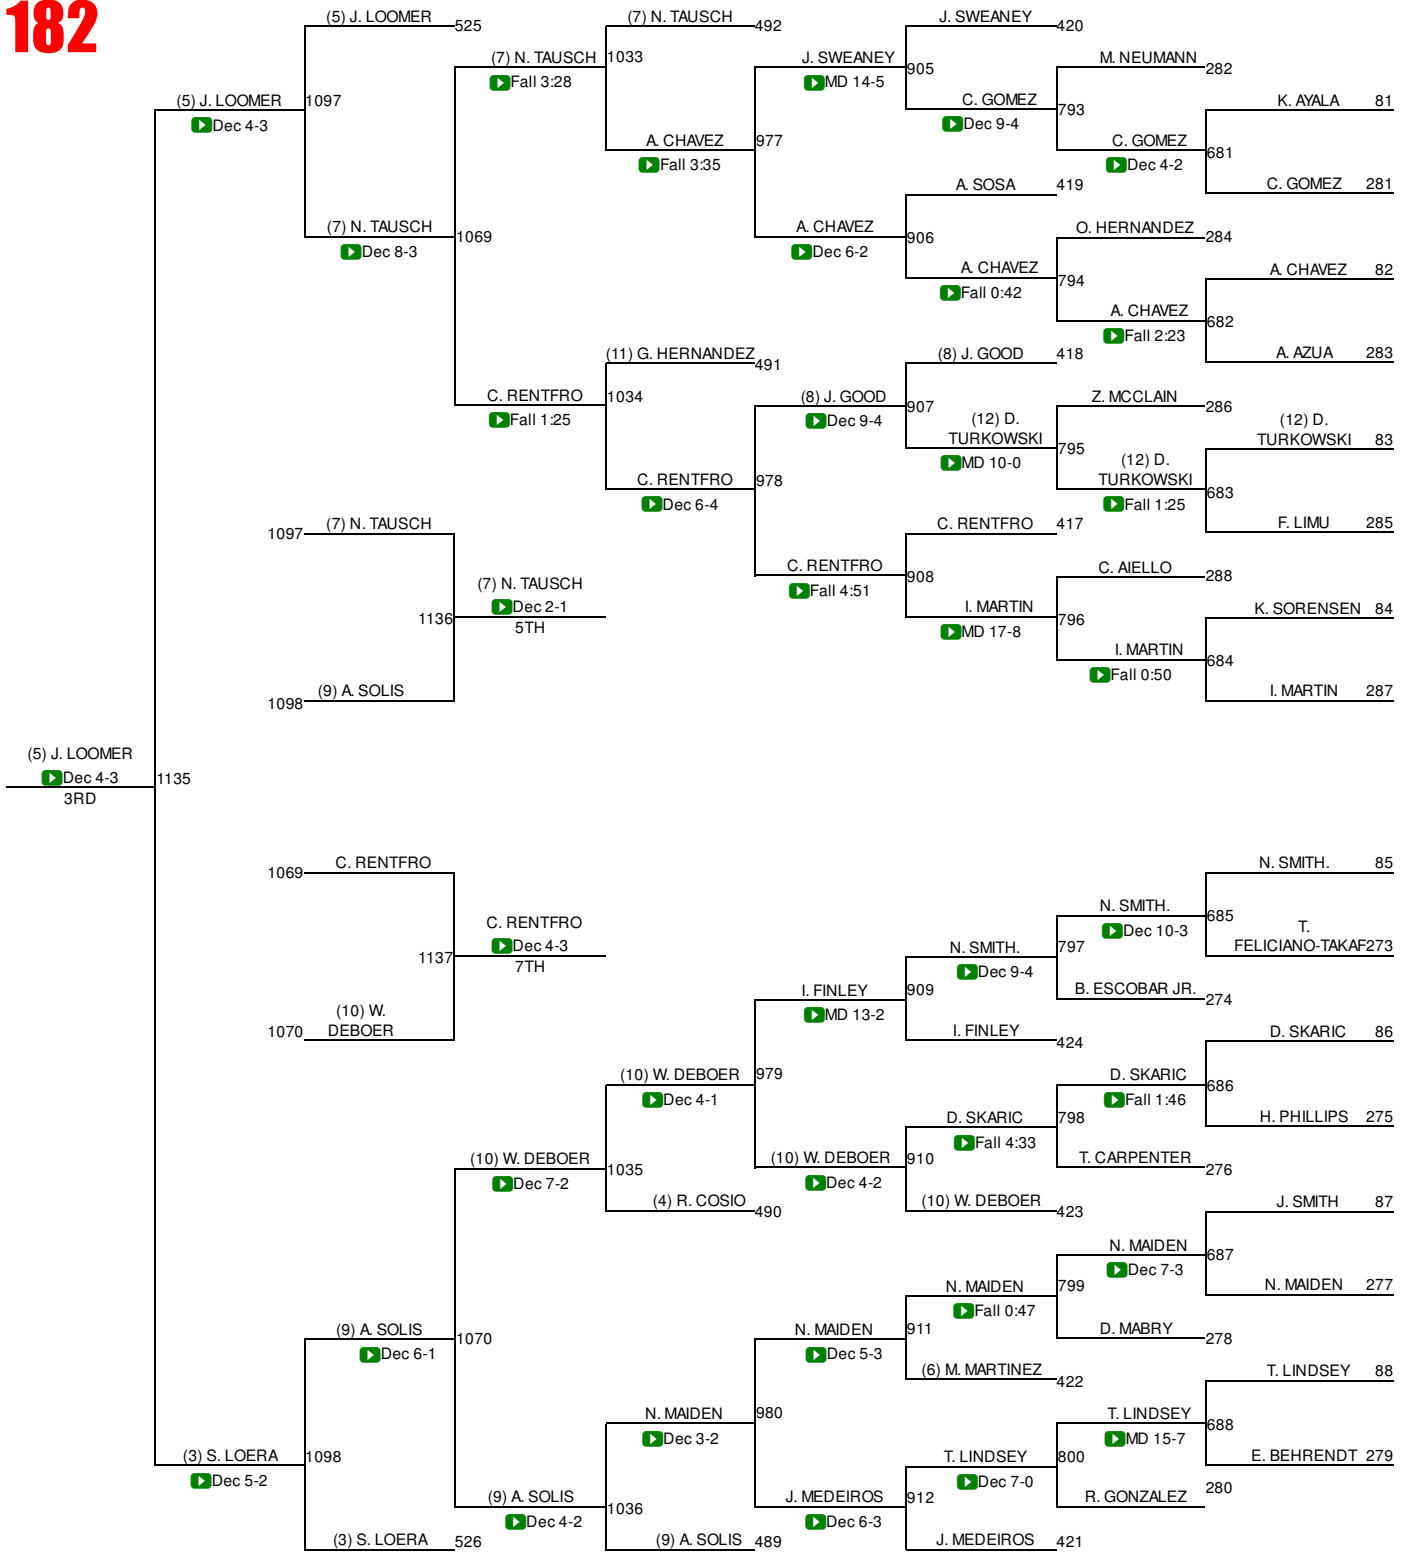 182
(5) J. LOOMER 525
(7) N. TAUSCH 492
J. SWEANEY 420
(7) N. TAUSCH 1033
Fall 3:28
J. SWEANEY 905
MD 14-5
M. NEUMANN 282
(5) J. LOOMER 1097
Dec 4-3
C. GOMEZ 793
Dec 9-4
K. AYALA 81
A. CHAVEZ 977
Fall 3:35
C. GOMEZ 681
Dec 4-2
A. SOSA 419
C. GOMEZ 281
(7) N. TAUSCH 1069
Dec 8-3
A. CHAVEZ 906
Dec 6-2
O. HERNANDEZ 284
A. CHAVEZ 794
Fall 0:42
A. CHAVEZ 82
A. CHAVEZ 682
Fall 2:23
(11) G. HERNANDEZ 491
(8) J. GOOD 418
A. AZUA 283
C. RENTFRO 1034
Fall 1:25
(8) J. GOOD 907
Dec 9-4
Z. MCCLAIN 286
(12) D.
TURKOWSKI 795
MD 10-0
(12) D.
TURKOWSKI 83
C. RENTFRO 978
Dec 6-4
(12) D.
TURKOWSKI 683
Fall 1:25
1097 (7) N. TAUSCH
C. RENTFRO 417
F. LIMU 285
(7) N. TAUSCH
Dec 2-1
1136 5TH
C. RENTFRO 908
Fall 4:51
C. AIELLO 288
I. MARTIN 796
MD 17-8
K. SORENSEN 84
I. MARTIN 684
Fall 0:50
1098 (9) A. SOLIS
I. MARTIN 287
(5) J. LOOMER
Dec 4-3 1135
3RD
1069 C. RENTFRO
N. SMITH. 85
C. RENTFRO
Dec 4-3
1137 7TH
N. SMITH. 685
Dec 10-3
T.
FELICIANO-TAKAF 273
N. SMITH. 797
Dec 9-4
I. FINLEY 909
MD 13-2
B. ESCOBAR JR. 274
(10) W.
1070 DEBOER
I. FINLEY 424
D. SKARIC 86
(10) W. DEBOER 979
Dec 4-1
D. SKARIC 686
Fall 1:46
D. SKARIC 798
Fall 4:33
H. PHILLIPS 275
(10) W. DEBOER 1035
Dec 7-2
(10) W. DEBOER 910
Dec 4-2
T. CARPENTER 276
(4) R. COSIO 490
(10) W. DEBOER 423
J. SMITH 87
N. MAIDEN 687
Dec 7-3
N. MAIDEN 799
Fall 0:47
N. MAIDEN 277
(9) A. SOLIS 1070
Dec 6-1
N. MAIDEN 911
Dec 5-3
D. MABRY 278
(6) M. MARTINEZ 422
T. LINDSEY 88
N. MAIDEN 980
Dec 3-2
T. LINDSEY 688
MD 15-7
(3) S. LOERA 1098
Dec 5-2
T. LINDSEY 800
Dec 7-0
E. BEHRENDT 279
(9) A. SOLIS 1036
Dec 4-2
J. MEDEIROS 912
Dec 6-3
R. GONZALEZ 280
(3) S. LOERA 526
(9) A. SOLIS 489
J. MEDEIROS 421